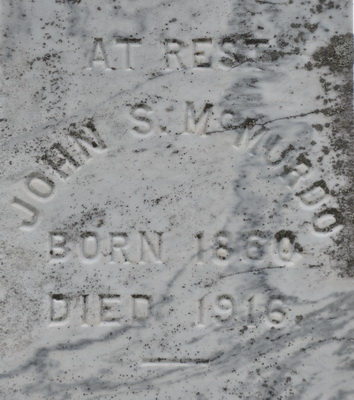 AT REST
JOHN S. McMURDO
BORN 1860
DIED 1916